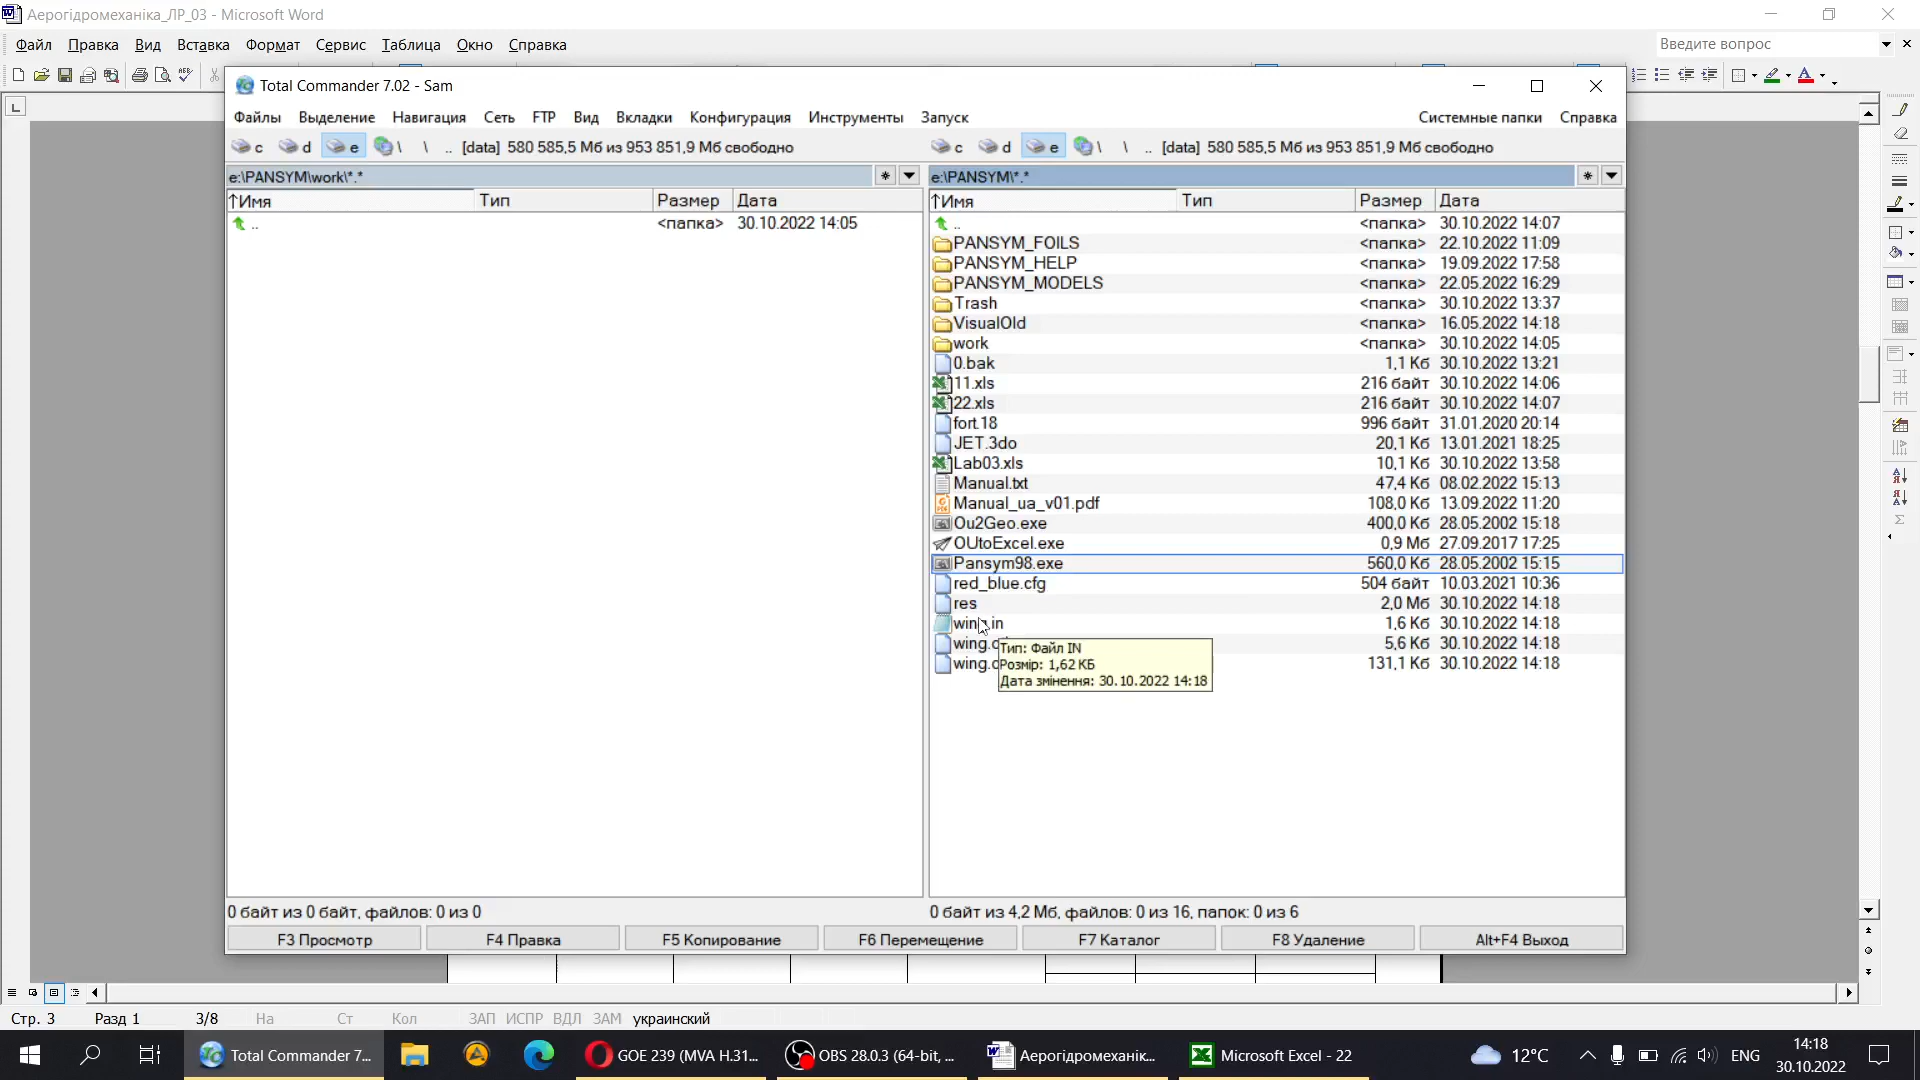 Аерогідромеханіка_ЛР_03 - Microsoft Word
Файл Правка Вид Вставка Формат Сервис Таблица Окно Справка
Введите вопрос
Total Commander 7.02 - Sam
Файлы Выделение Навигация Сеть FTP Вид Вкладки Конфигурация Инструменты Запуск
Системные папки Справка
c d e \ \ .. [data] 580 585,5 Мб из 953 851,9 Мб свободно
c d e \ \ .. [data] 580 585,5 Мб из 953 851,9 Мб свободно
e:\PANSYM\work\*.*
* ▼
e:\PANSYM\*.*
* ▼
↑Имя Тип Размер Дата
.. <папка> 30.10.2022 14:05
↑Имя Тип Размер Дата
.. <папка> 30.10.2022 14:07
PANSYM_FOILS <папка> 22.10.2022 11:09
PANSYM_HELP <папка> 19.09.2022 17:58
PANSYM_MODELS <папка> 22.05.2022 16:29
Trash <папка> 30.10.2022 13:37
VisualOld <папка> 16.05.2022 14:18
work <папка> 30.10.2022 14:05
0.bak 1,1 Кб 30.10.2022 13:21
11.xls 216 байт 30.10.2022 14:06
22.xls 216 байт 30.10.2022 14:07
fort.18 996 байт 31.01.2020 20:14
JET.3do 20,1 Кб 13.01.2021 18:25
Lab03.xls 10,1 Кб 30.10.2022 13:58
Manual.txt 47,4 Кб 08.02.2022 15:13
Manual_ua_v01.pdf 108,0 Кб 13.09.2022 11:20
Ou2Geo.exe 400,0 Кб 28.05.2002 15:18
OUtoExcel.exe 0,9 Мб 27.09.2017 17:25
Pansym98.exe 560,0 Кб 28.05.2002 15:15
red_blue.cfg 504 байт 10.03.2021 10:36
res 2,0 Мб 30.10.2022 14:18
wing.in 1,6 Кб 30.10.2022 14:18
wing. 5,6 Кб 30.10.2022 14:18
wing. 131,1 Кб 30.10.2022 14:18
Тип: Файл IN
Розмір: 1,62 КБ
Дата змінення: 30.10.2022 14:18
0 байт из 0 байт, файлов: 0 из 0
0 байт из 4,2 Мб, файлов: 0 из 16, папок: 0 из 6
F3 Просмотр F4 Правка F5 Копирование F6 Перемещение F7 Каталог F8 Удаление Alt+F4 Выход
Стр. 3 Разд 1 3/8 На Ст Кол ЗАП ИСПР ВДЛ ЗАМ украинский
Total Commander 7...
GOE 239 (MVA H.31...
OBS 28.0.3 (64-bit, ...
Аерогідромеханік...
Microsoft Excel - 22
12°C
ENG
14:18
30.10.2022